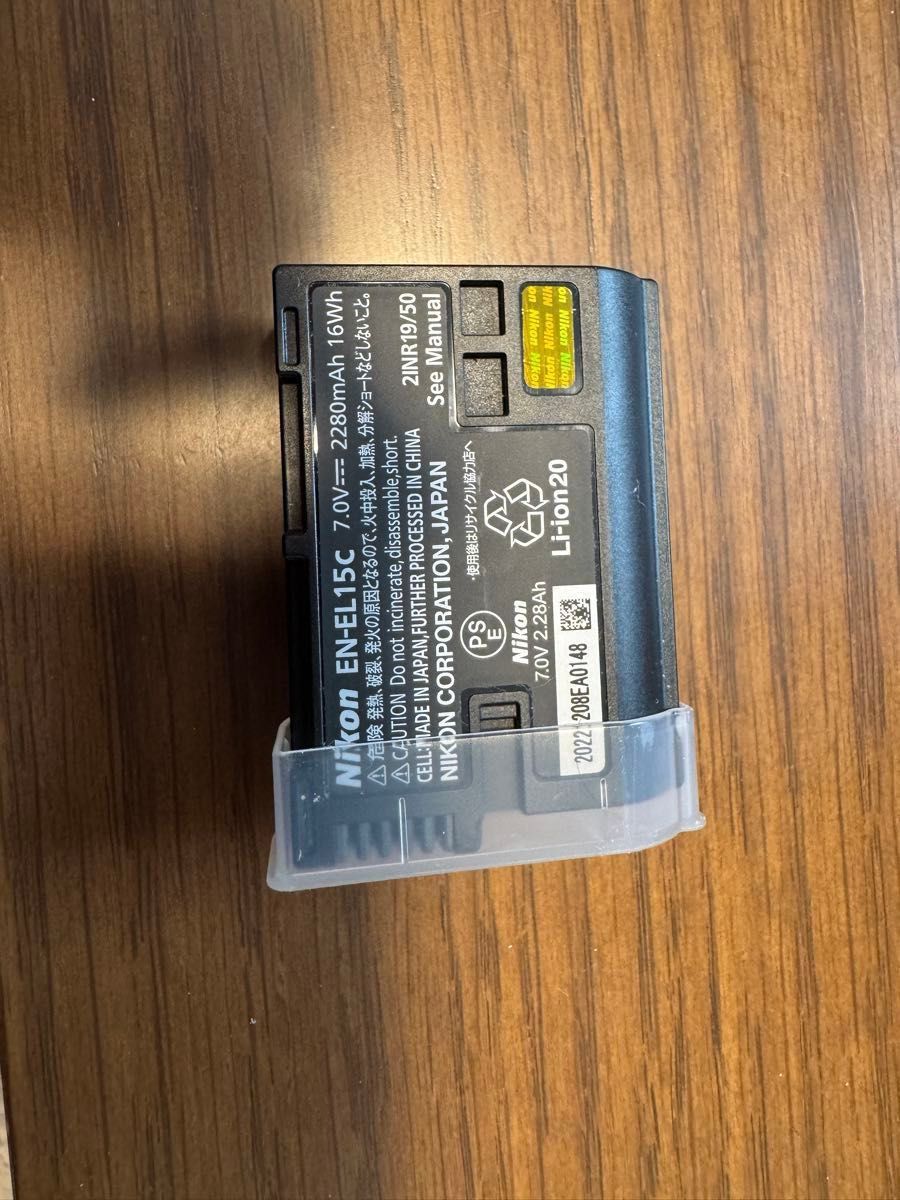 Nikon EN-EL15C 7.0V⎓ 2280mAh 16Wh
⚠危険 発熱、破裂、発火の原因となるので、火中投入、加熱、分解ショートなどしないこと。
⚠CAUTION Do not incinerate,disassemble,short.
2INR19/50
CELL:MADE IN JAPAN,FURTHER PROCESSED IN CHINA
See Manual
NIKON CORPORATION, JAPAN
・使用後はリサイクル協力店へ
PSE
Li-ion20
Nikon
7.0V 2.28Ah
208EA0148
Nikon Nikon
Nikon Nikon
Nikon Nikon